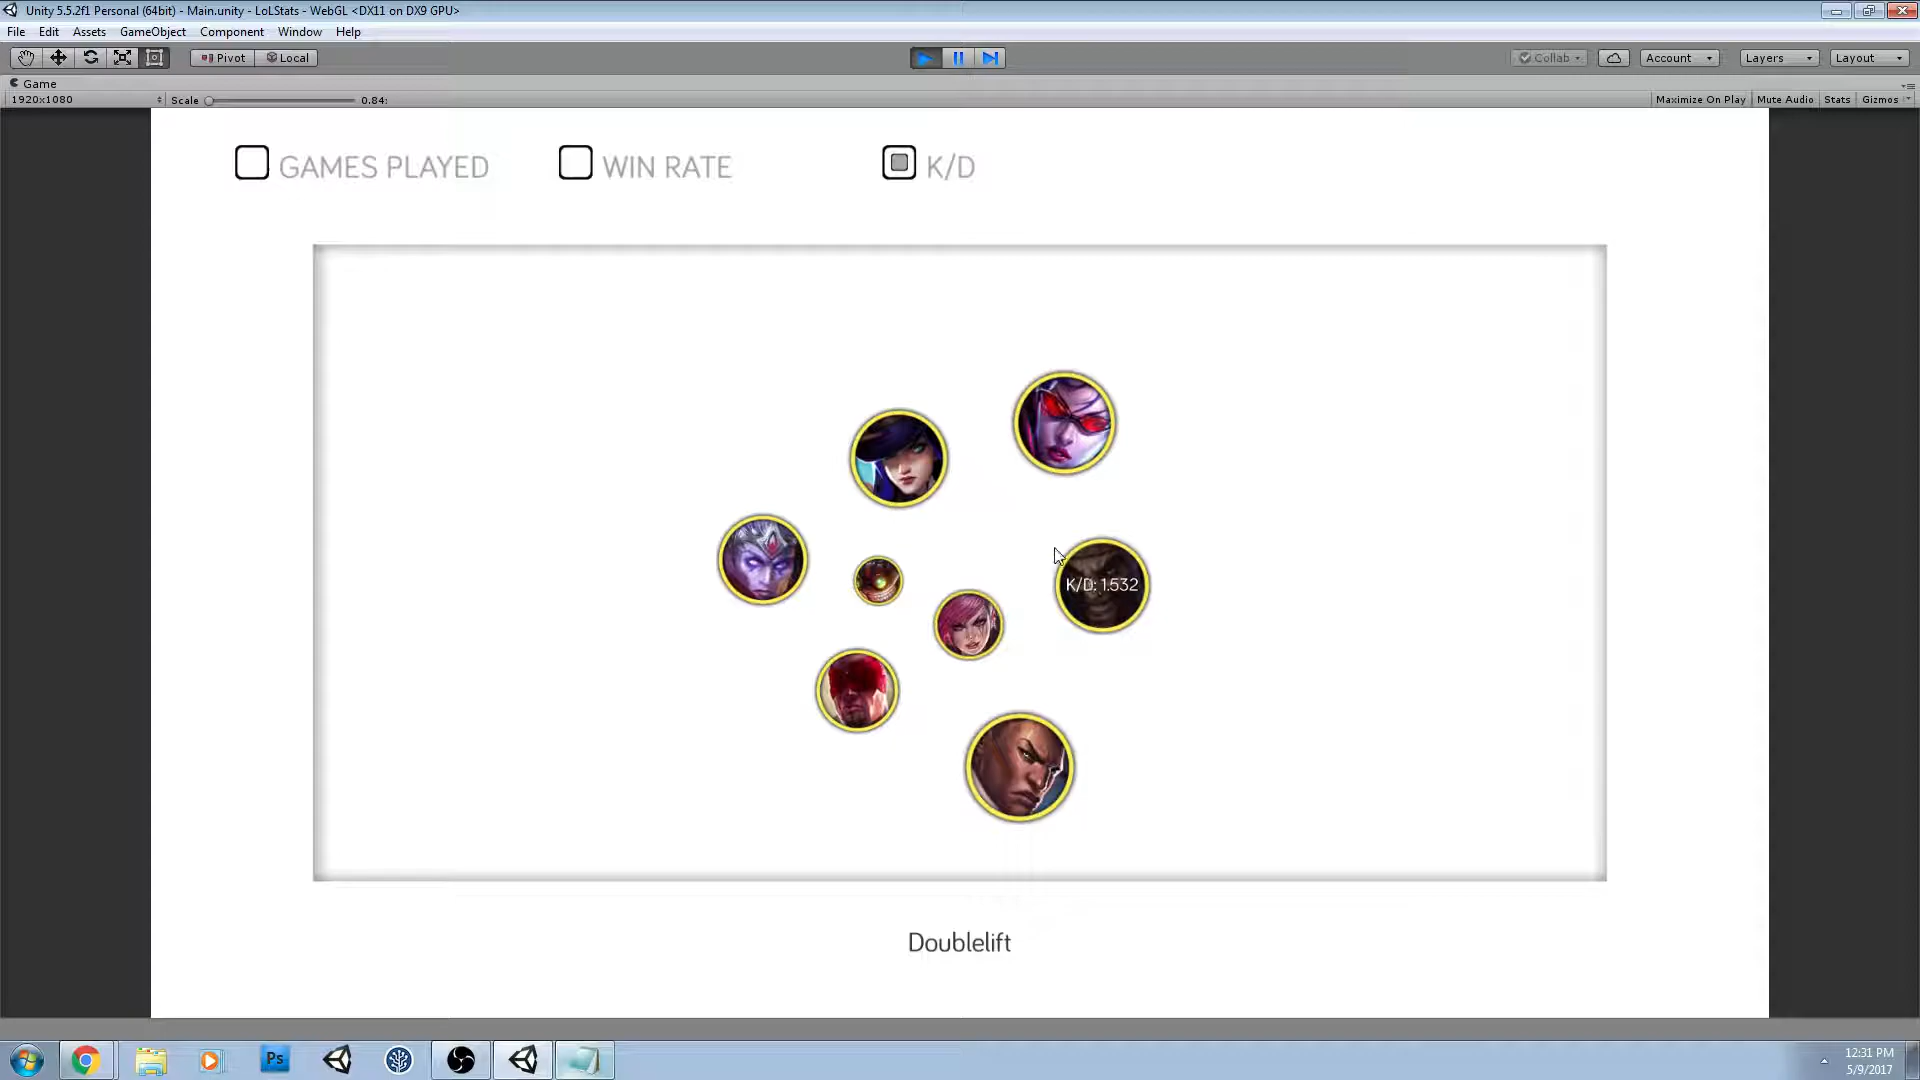 Unity 5.5.2f1 Personal (64bit) - Main.unity - LoLStats - WebGL <DX11 on DX9 GPU>
File Edit Assets GameObject Component Window Help
Pivot Local Collab Account Layers Layout
Game
1920x1080 Scale 0.84: Maximize On Play Mute Audio Stats Gizmos
GAMES PLAYED WIN RATE K/D
K/D: 1.532
Doublelift
Ps
12:31 PM
5/9/2017